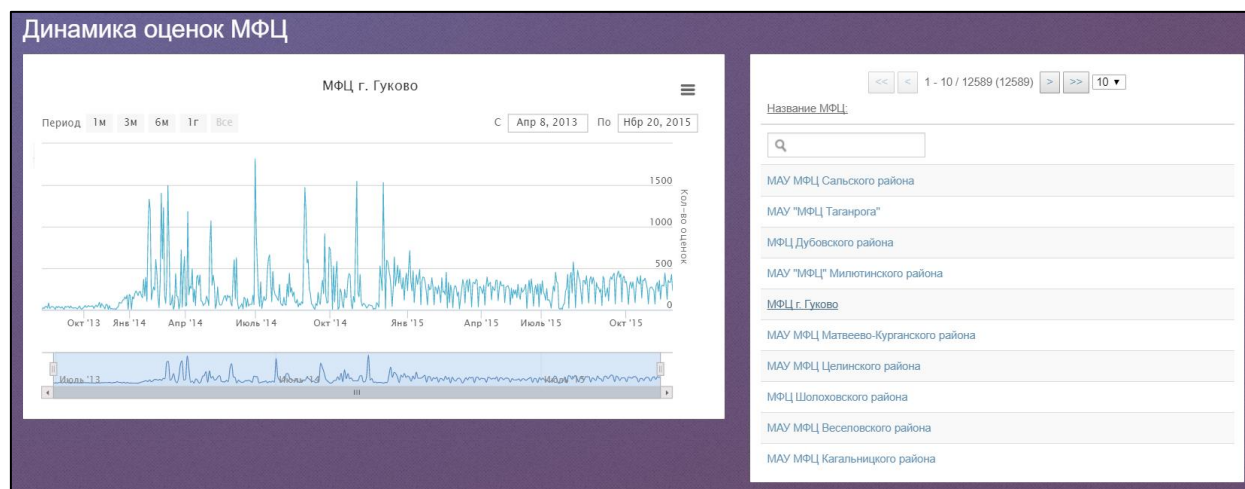 Динамика оценок МФЦ
МФЦ г. Гуково
Период 1м 3м 6м 1г Все С Апр 8, 2013 По Нбр 20, 2015
1500
1000
500
0
Кол-во оценок
Окт '13 Янв '14 Апр '14 Июль '14 Окт '14 Янв '15 Апр '15 Июль '15 Окт '15
Июль '13 Июль '14 Июль '15
<< < 1 - 10 / 12589 (12589) > >> 10
Название МФЦ:
МАУ МФЦ Сальского района
МАУ "МФЦ Таганрога"
МФЦ Дубовского района
МАУ "МФЦ" Милютинского района
МФЦ г. Гуково
МАУ МФЦ Матвеево-Курганского района
МАУ МФЦ Целинского района
МФЦ Шолоховского района
МАУ МФЦ Веселовского района
МАУ МФЦ Кагальницкого района